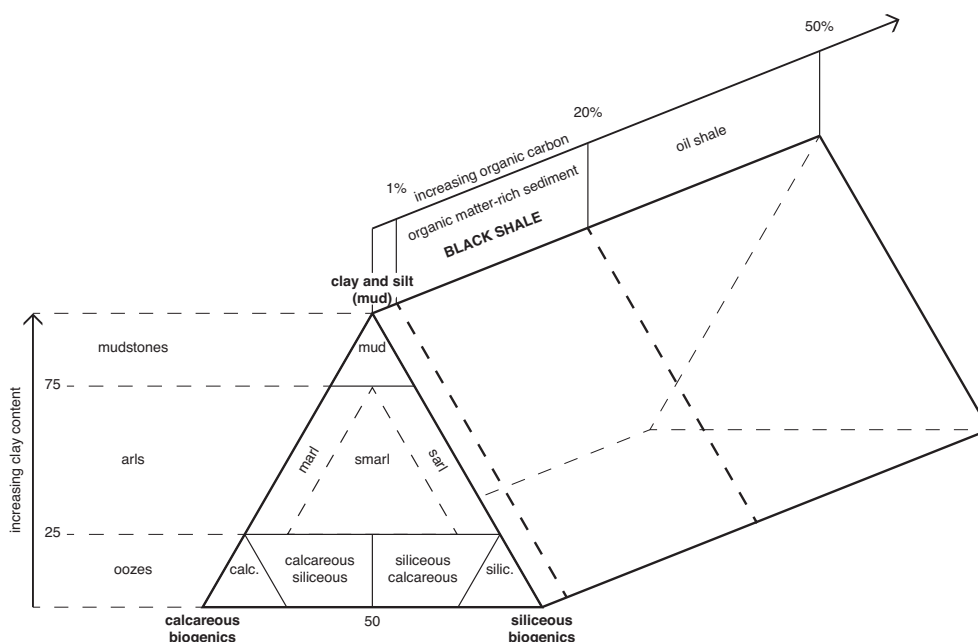 50%
20%
oil shale
increasing organic carbon
1%
organic matter-rich sediment
BLACK SHALE
clay and silt
(mud)
mudstones
mud
75
increasing clay content
arls
marl
smarl
sarl
25
oozes
calc.
calcareous
siliceous
siliceous
calcareous
silic.
calcareous
biogenics
50
siliceous
biogenics